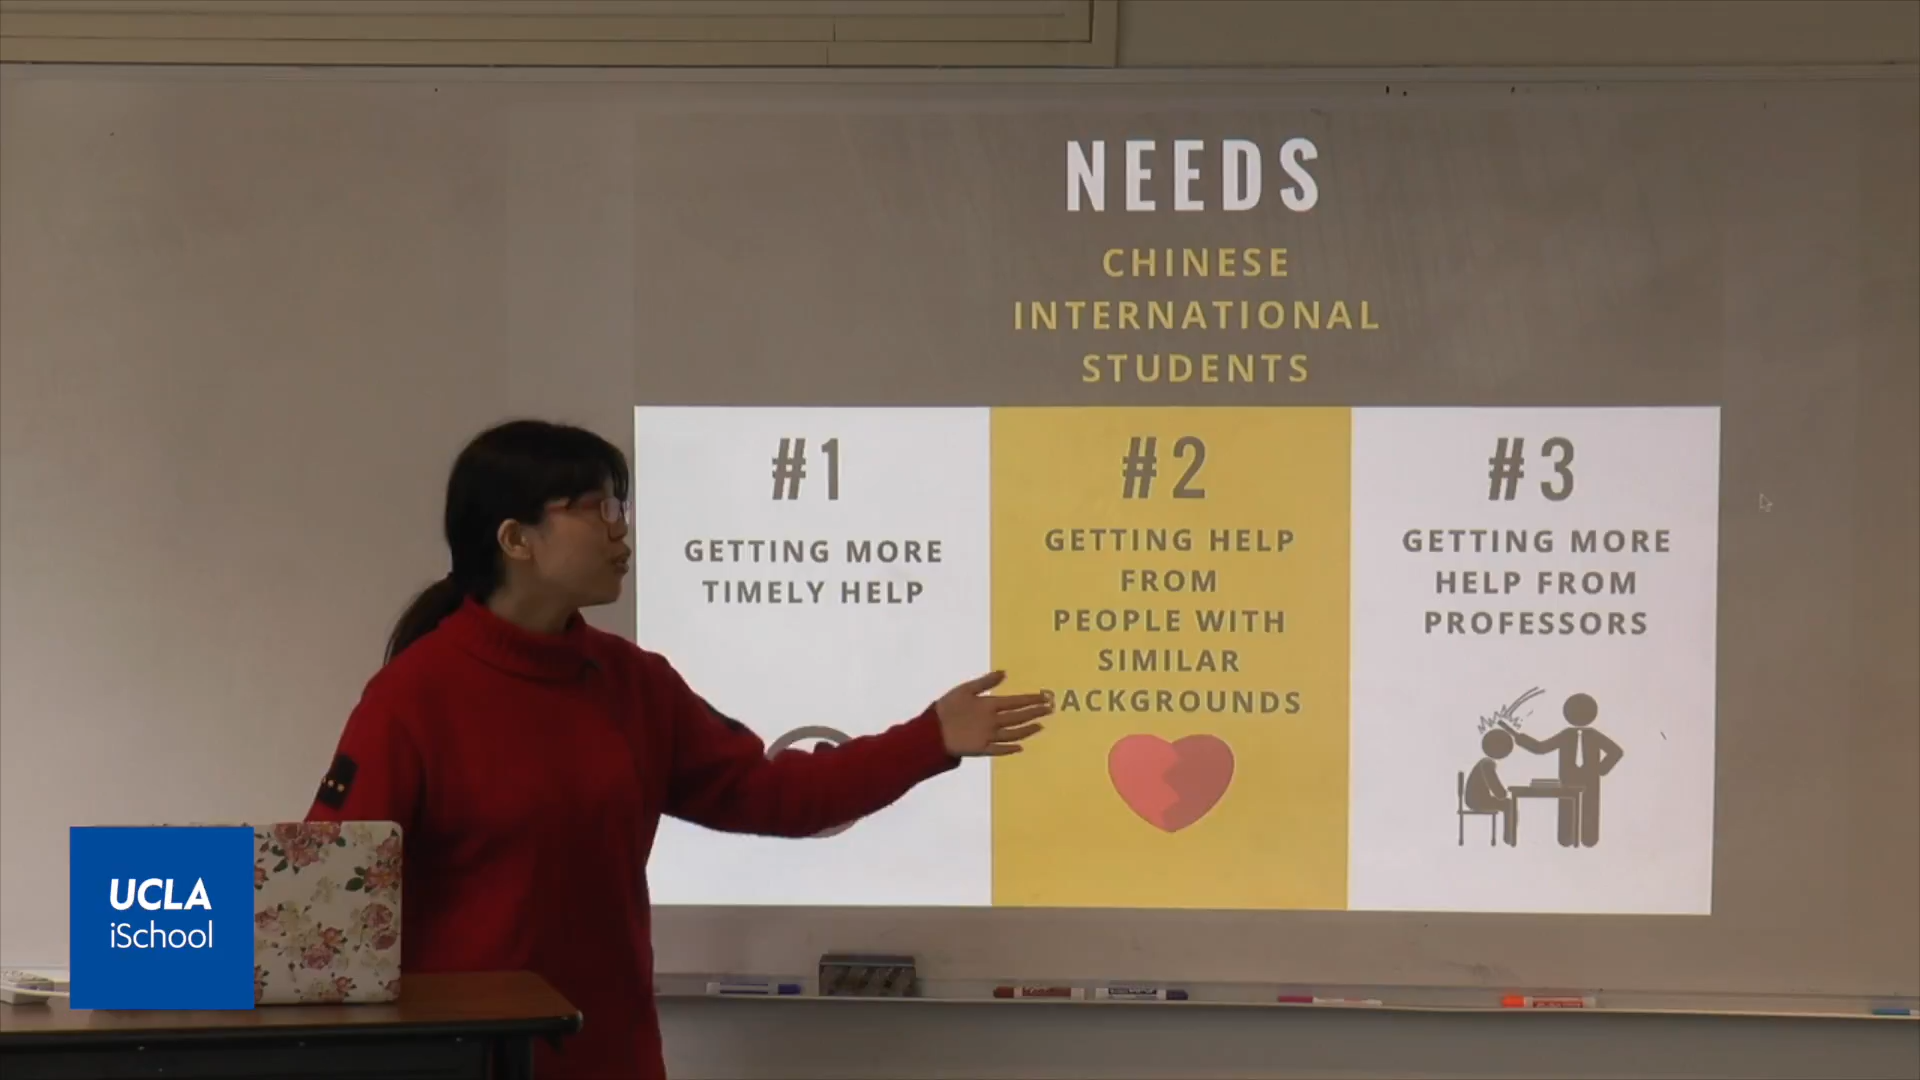 NEEDS
CHINESE
INTERNATIONAL
STUDENTS
#1
GETTING MORE
TIMELY HELP
#2
GETTING HELP
FROM
PEOPLE WITH
SIMILAR
BACKGROUNDS
#3
GETTING MORE
HELP FROM
PROFESSORS
UCLA
iSchool